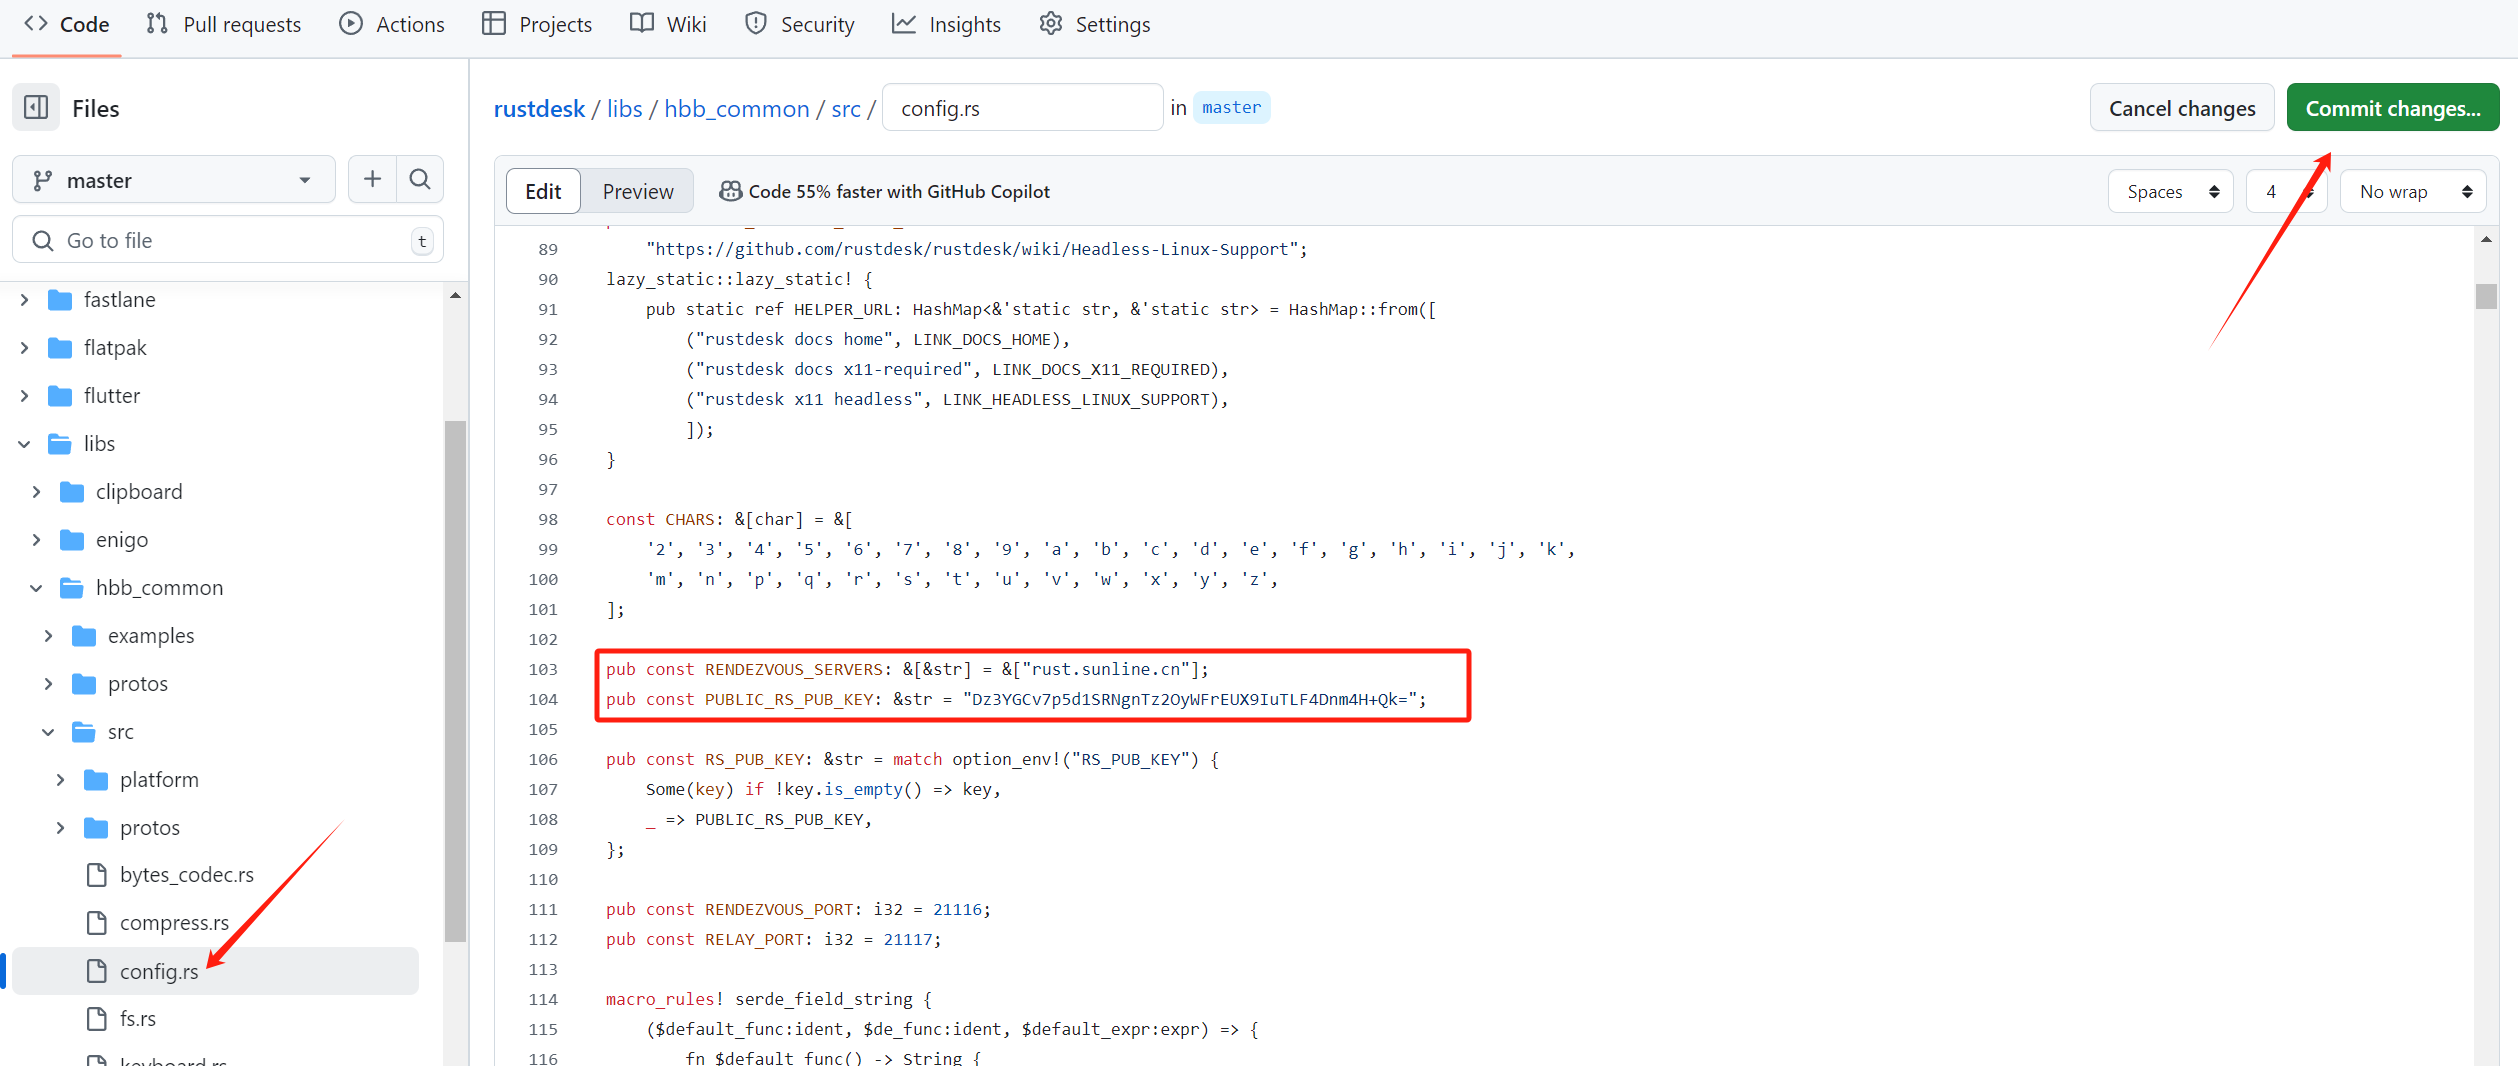 Code Pull requests Actions Projects Wiki Security Insights Settings
Files
rustdesk / libs / hbb_common / src / config.rs in master
Cancel changes Commit changes...
master
Go to file t
fastlane
flatpak
flutter
libs
clipboard
enigo
hbb_common
examples
protos
src
platform
protos
bytes_codec.rs
compress.rs
config.rs
fs.rs
keyboard.rs
Edit Preview Code 55% faster with GitHub Copilot Spaces 4 No wrap
89 "https://github.com/rustdesk/rustdesk/wiki/Headless-Linux-Support";
90 lazy_static::lazy_static! {
91 pub static ref HELPER_URL: HashMap<&'static str, &'static str> = HashMap::from([
92 ("rustdesk docs home", LINK_DOCS_HOME),
93 ("rustdesk docs x11-required", LINK_DOCS_X11_REQUIRED),
94 ("rustdesk x11 headless", LINK_HEADLESS_LINUX_SUPPORT),
95 ]);
96 }
97
98 const CHARS: &[char] = &[
99 '2', '3', '4', '5', '6', '7', '8', '9', 'a', 'b', 'c', 'd', 'e', 'f', 'g', 'h', 'i', 'j', 'k',
100 'm', 'n', 'p', 'q', 'r', 's', 't', 'u', 'v', 'w', 'x', 'y', 'z',
101 ];
102
103 pub const RENDEZVOUS_SERVERS: &[&str] = &["rust.sunline.cn"];
104 pub const PUBLIC_RS_PUB_KEY: &str = "Dz3YGCv7p5d1SRNgnTz2OyWFrEUX9IuTLF4Dnm4H+Qk=";
105
106 pub const RS_PUB_KEY: &str = match option_env!("RS_PUB_KEY") {
107 Some(key) if !key.is_empty() => key,
108 _ => PUBLIC_RS_PUB_KEY,
109 };
110
111 pub const RENDEZVOUS_PORT: i32 = 21116;
112 pub const RELAY_PORT: i32 = 21117;
113
114 macro_rules! serde_field_string {
115 ($default_func:ident, $de_func:ident, $default_expr:expr) => {
116 fn $default_func() -> String {